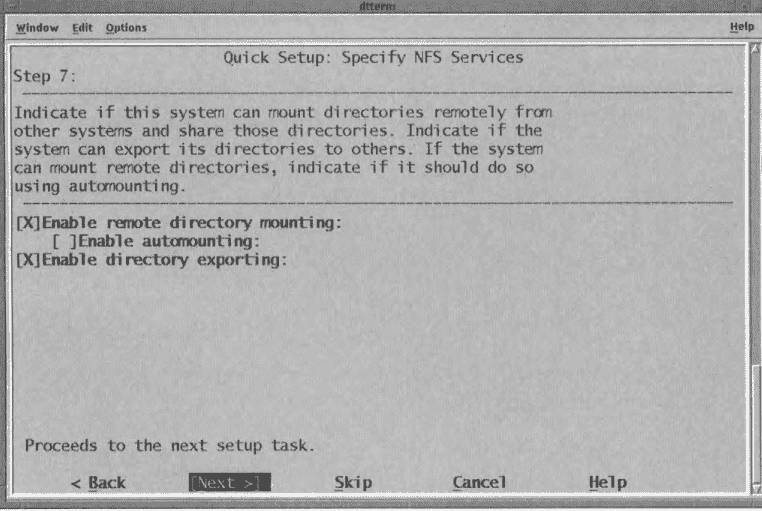 dtterm
Window Edit Options Help
Quick Setup: Specify NFS Services
Step 7:
Indicate if this system can mount directories remotely from
other systems and share those directories. Indicate if the
system can export its directories to others. If the system
can mount remote directories, indicate if it should do so
using automounting.
[X]Enable remote directory mounting:
[ ]Enable automounting:
[X]Enable directory exporting:
Proceeds to the next setup task.
< Back [Next >] Skip Cancel Help